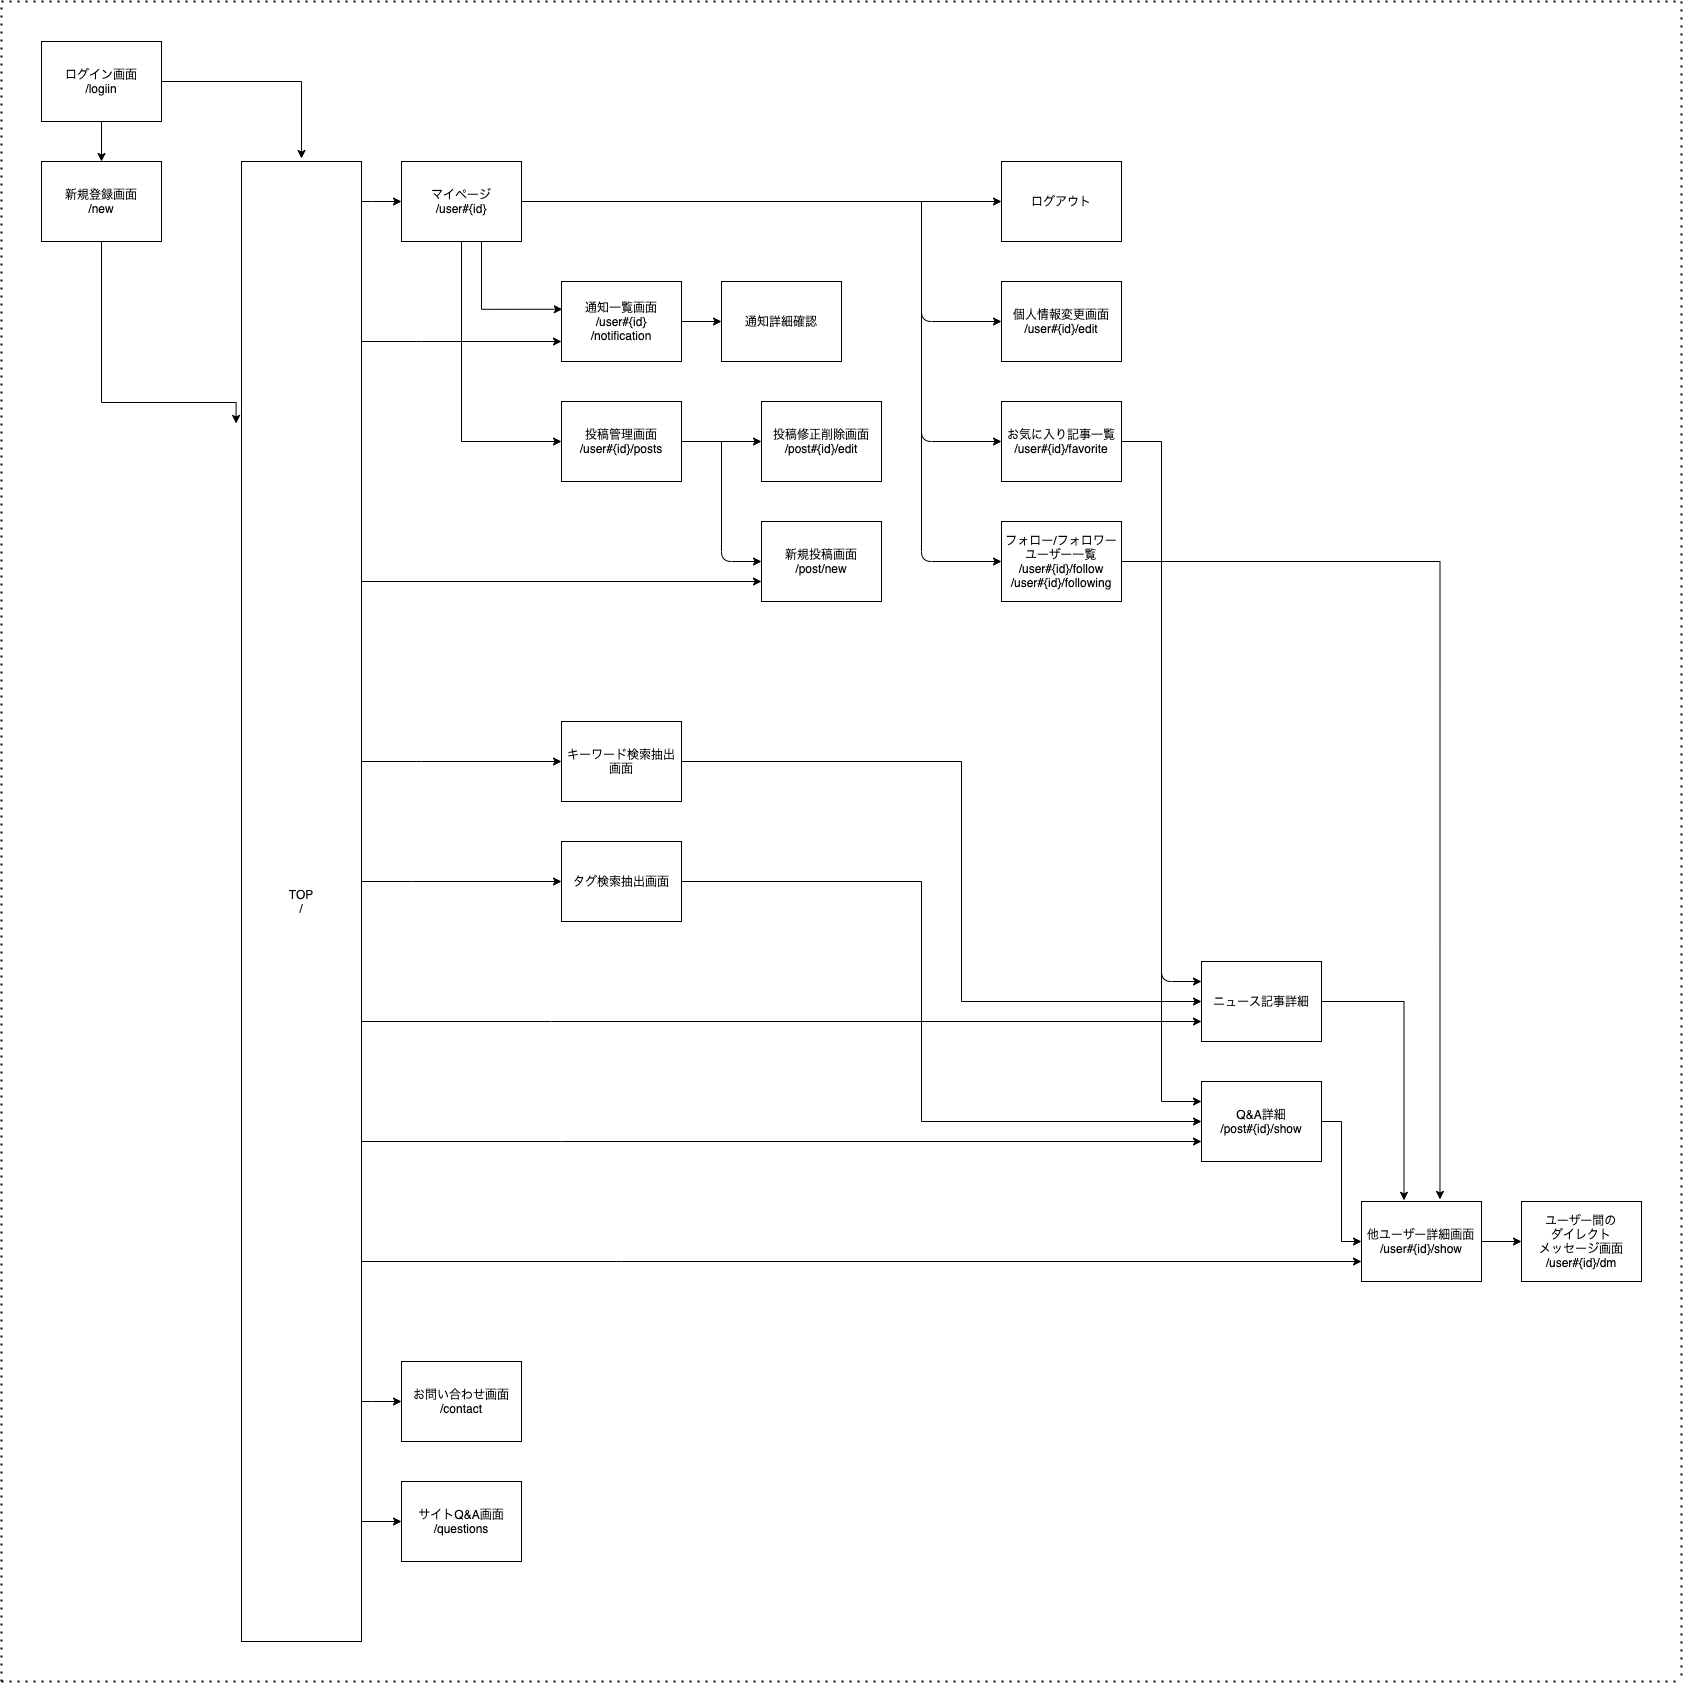 ログイン画面
/logiin
新規登録画面
/new
TOP
/
マイページ
/user#{id}
ログアウト
通知一覧画面
/user#{id}
/notification
通知詳細確認
個人情報変更画面
/user#{id}/edit
投稿管理画面
/user#{id}/posts
投稿修正削除画面
/post#{id}/edit
お気に入り記事一覧
/user#{id}/favorite
新規投稿画面
/post/new
フォロー/フォロワー
ユーザー一覧
/user#{id}/follow
/user#{id}/following
キーワード検索抽出
画面
タグ検索抽出画面
ニュース記事詳細
Q&A詳細
/post#{id}/show
他ユーザー詳細画面
/user#{id}/show
ユーザー間の
ダイレクト
メッセージ画面
/user#{id}/dm
お問い合わせ画面
/contact
サイトQ&A画面
/questions